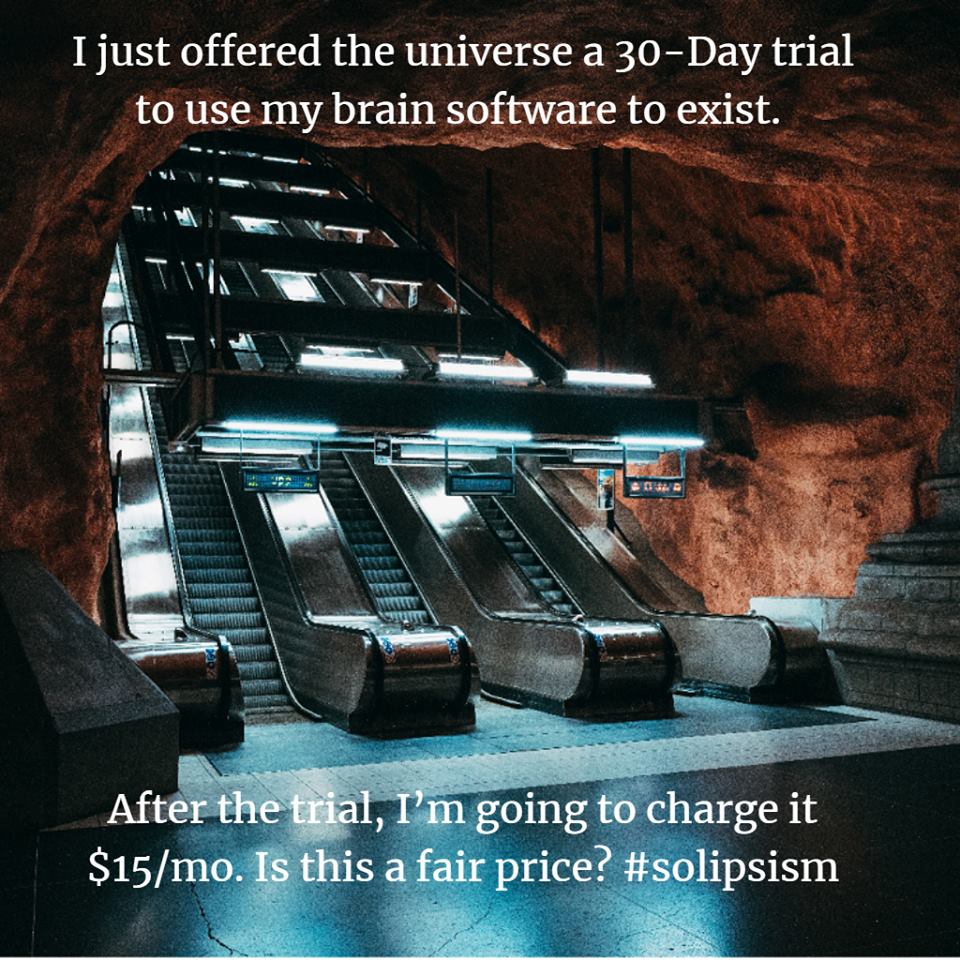 I just offered the universe a 30-Day trial
to use my brain software to exist.
After the trial, I’m going to charge it
$15/mo. Is this a fair price? #solipsism